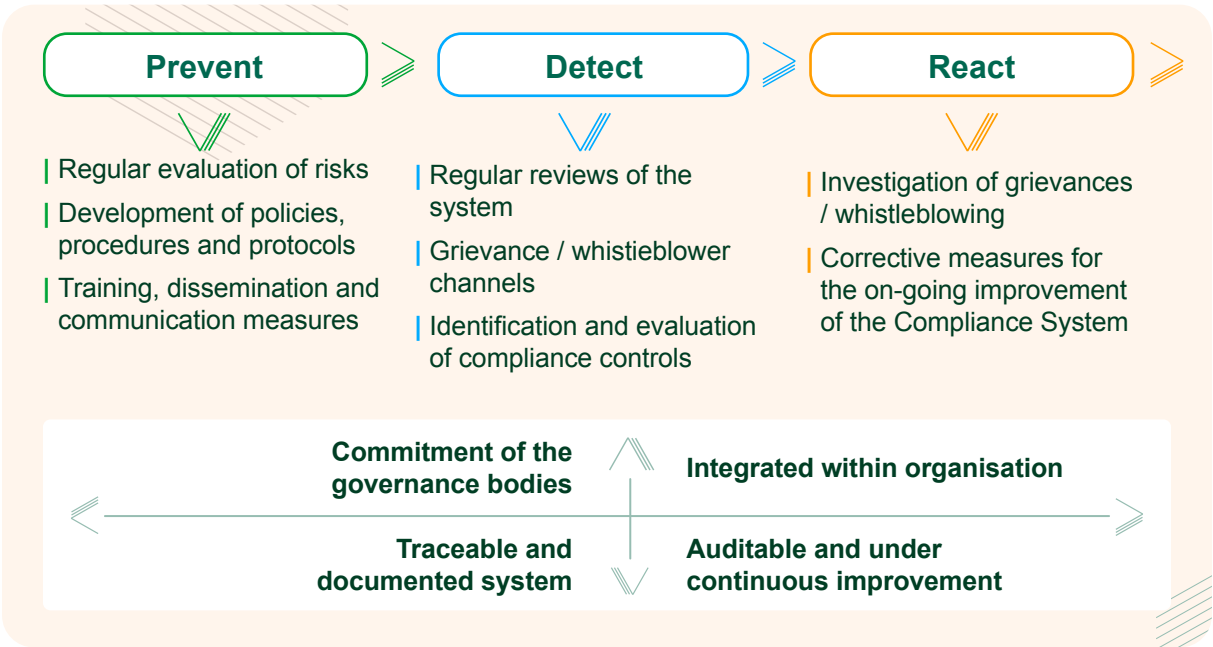 Prevent
Regular evaluation of risks
Development of policies,
procedures and protocols
Training, dissemination and
communication measures
Detect
Regular reviews of the
system
Grievance / whistieblower
channels
Identification and evaluation
of compliance controls
React
Investigation of grievances
/ whistleblowing
Corrective measures for
the on-going improvement
of the Compliance System
Commitment of the
governance bodies
Integrated within organisation
Traceable and
documented system
Auditable and under
continuous improvement